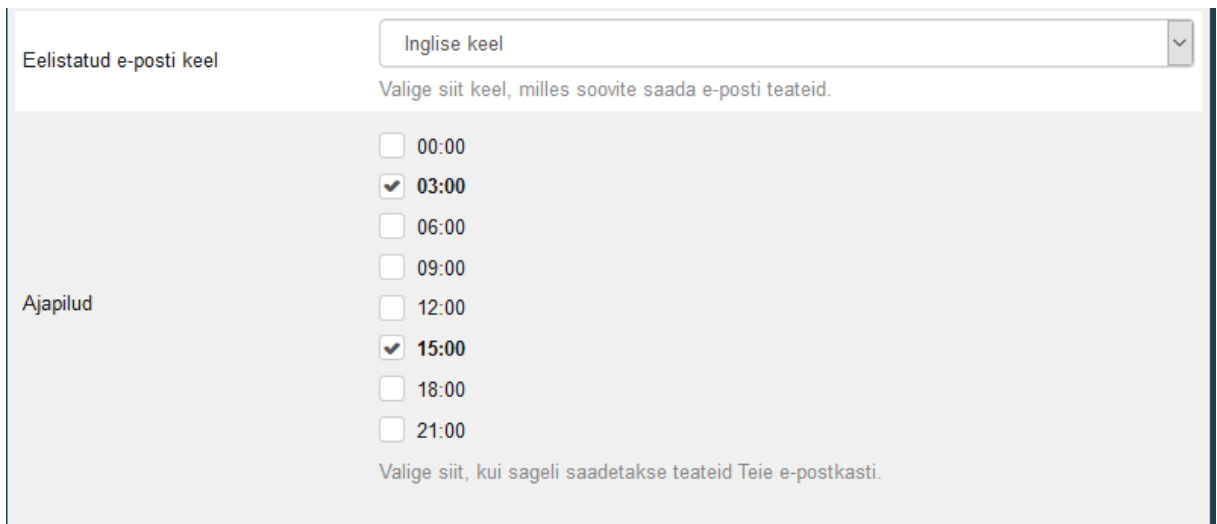 Eelistatud e-posti keel
Inglise keel
Valige siit keel, milles soovite saada e-posti teateid.
Ajapilud
00:00
03:00
06:00
09:00
12:00
15:00
18:00
21:00
Valige siit, kui sageli saadetakse teateid Teie e-postkasti.